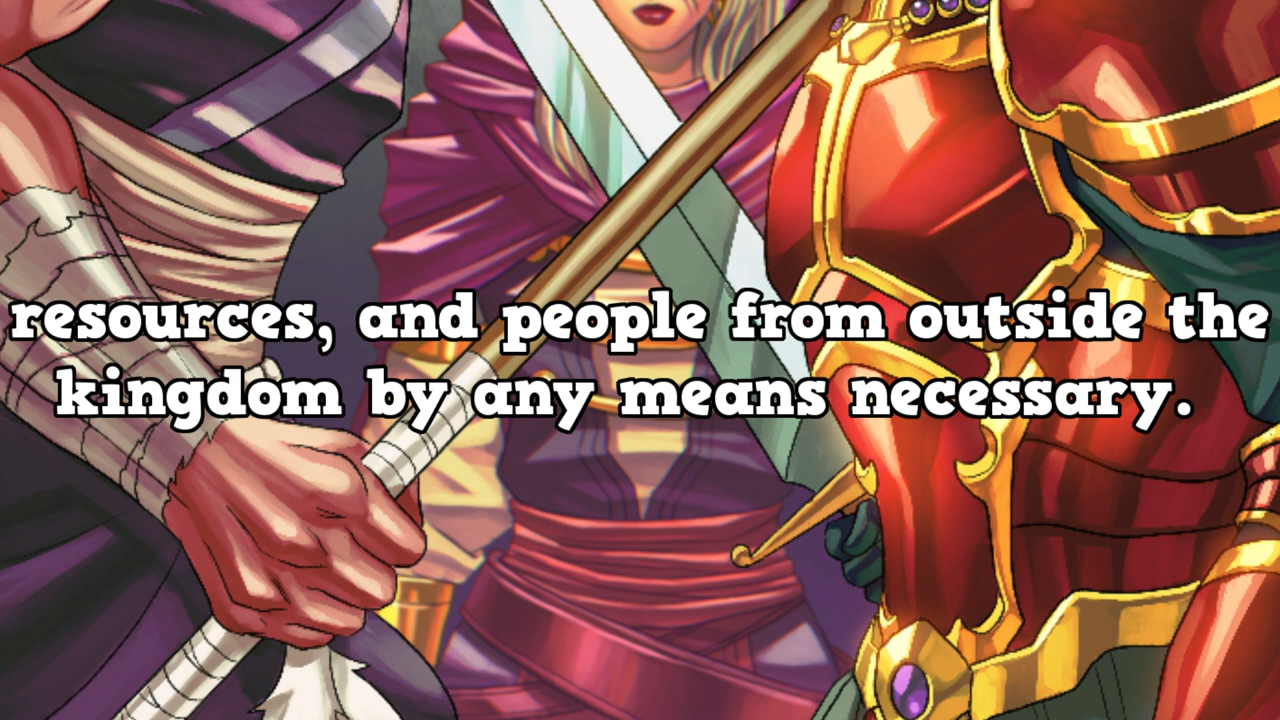 resources, and people from outside the
kingdom by any means necessary.